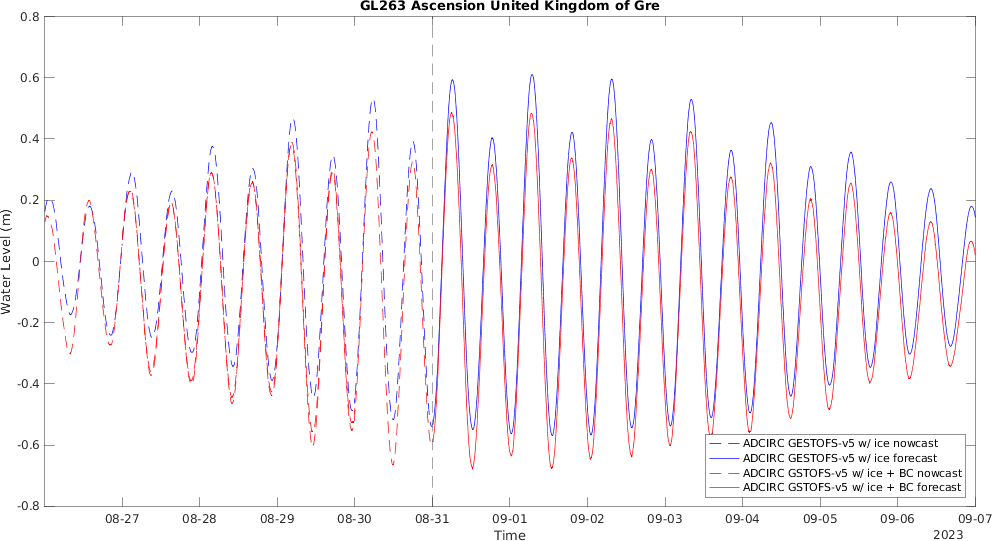 GL263 Ascension United Kingdom of Gre
Water Level (m)
0.8
0.6
0.4
0.2
0
-0.2
-0.4
-0.6
-0.8
ADCIRC GESTOFS-v5 w/ ice nowcast
ADCIRC GESTOFS-v5 w/ ice forecast
ADCIRC GSTOFS-v5 w/ ice + BC nowcast
ADCIRC GSTOFS-v5 w/ ice + BC forecast
08-27 08-28 08-29 08-30 08-31 09-01 09-02 09-03 09-04 09-05 09-06 09-07
Time
2023